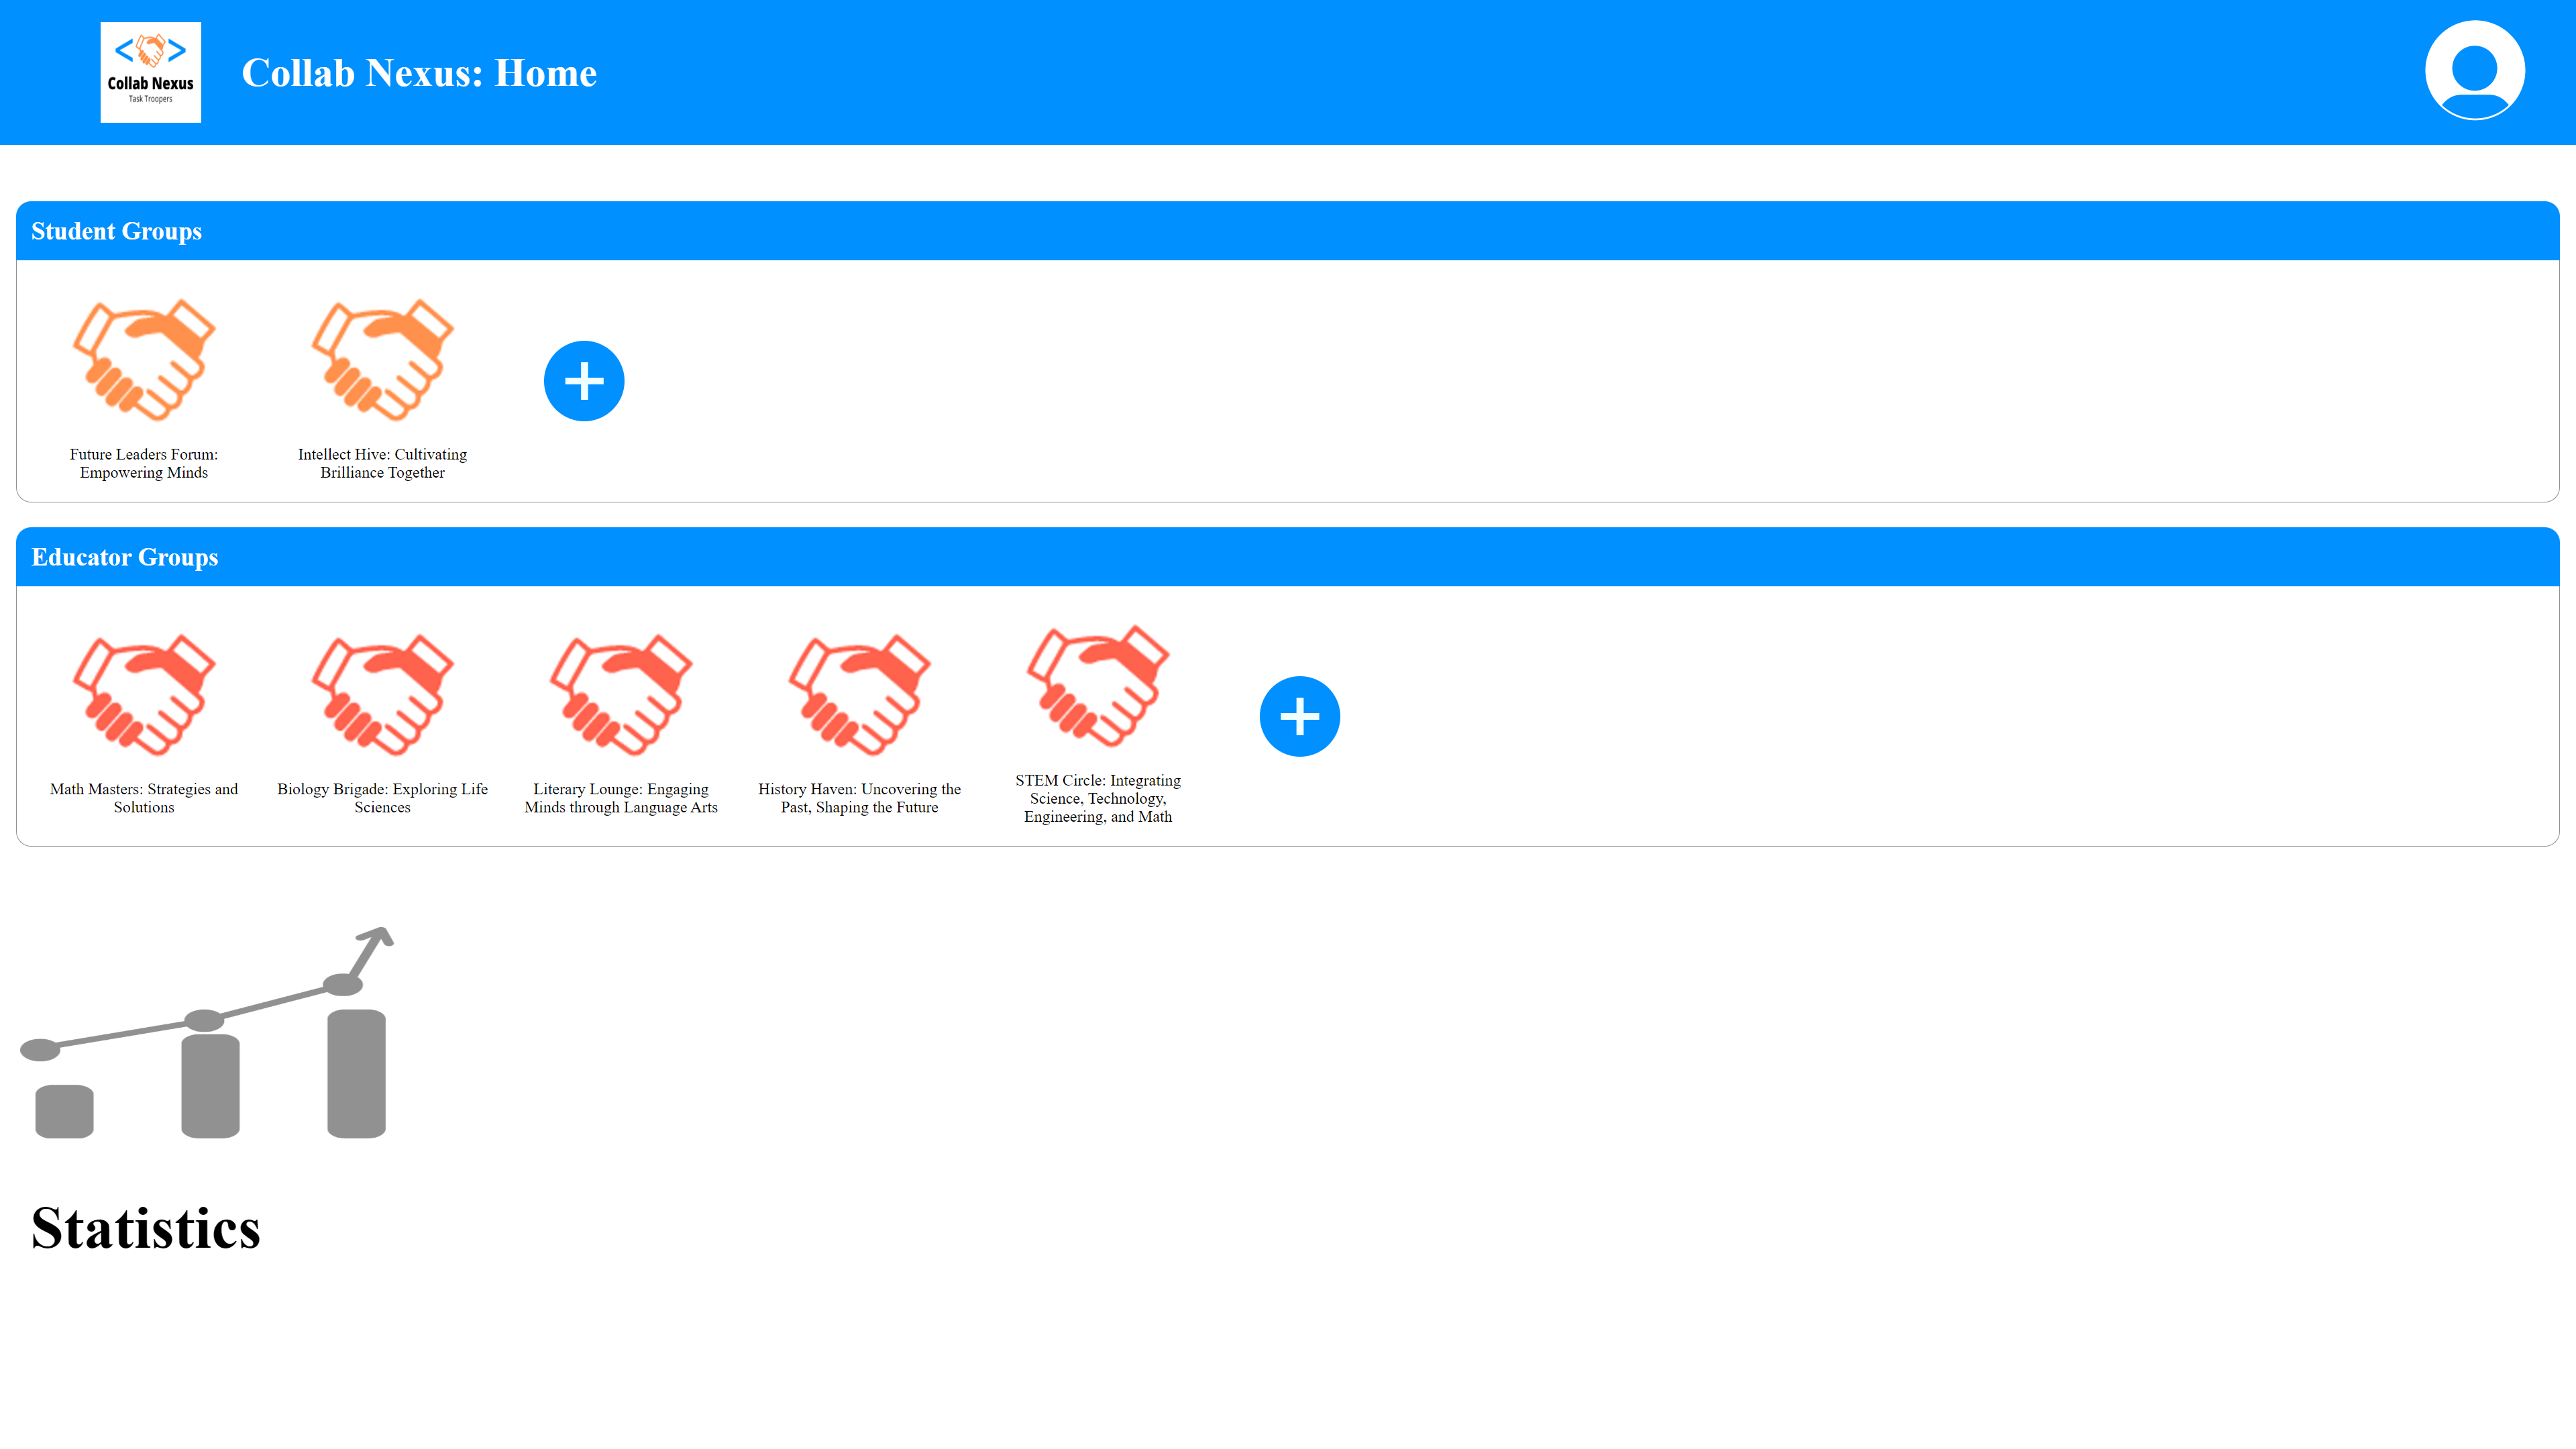 < >
Collab Nexus
Task Troopers
Collab Nexus: Home
Student Groups
Future Leaders Forum:
Empowering Minds
Intellect Hive: Cultivating
Brilliance Together
+
Educator Groups
Math Masters: Strategies and
Solutions
Biology Brigade: Exploring Life
Sciences
Literary Lounge: Engaging
Minds through Language Arts
History Haven: Uncovering the
Past, Shaping the Future
STEM Circle: Integrating
Science, Technology,
Engineering, and Math
+
Statistics